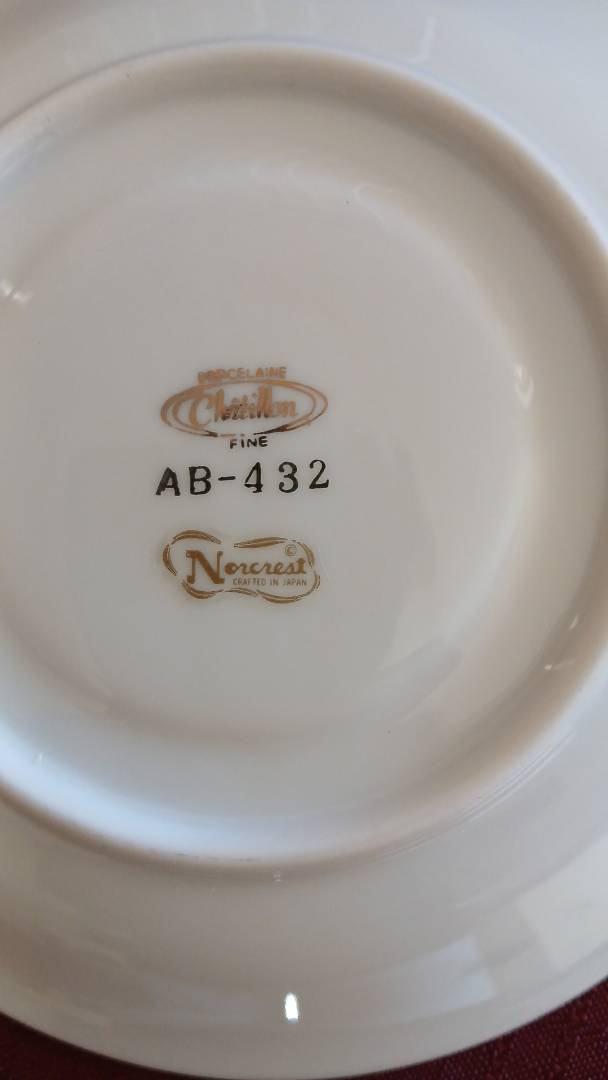 PORCELAINE
Châtillon
FINE
AB-432
Norcrest ©
CRAFTED IN JAPAN